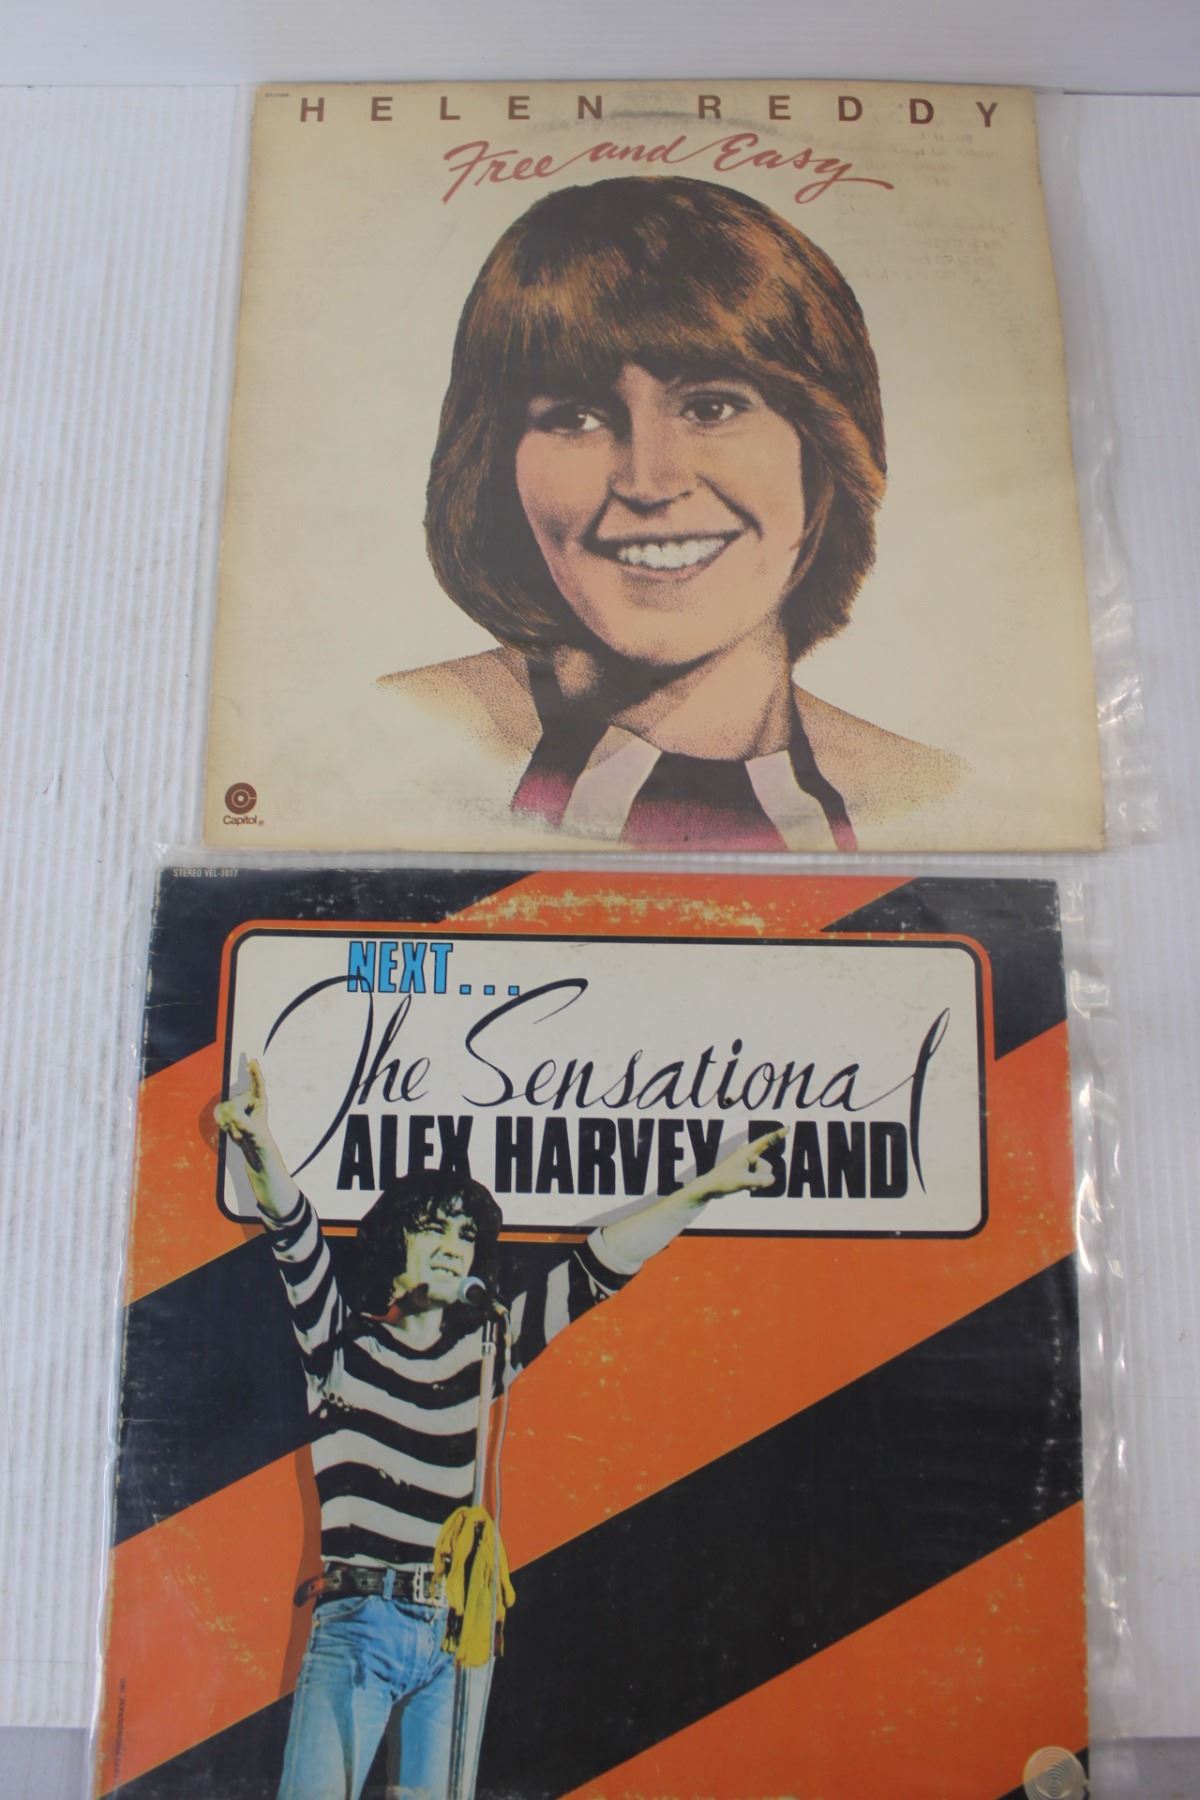 HELEN REDDY
Free and Easy
Capitol®
STEREO VEL-1017
NEXT...
The Sensational
ALEX HARVEY BAND